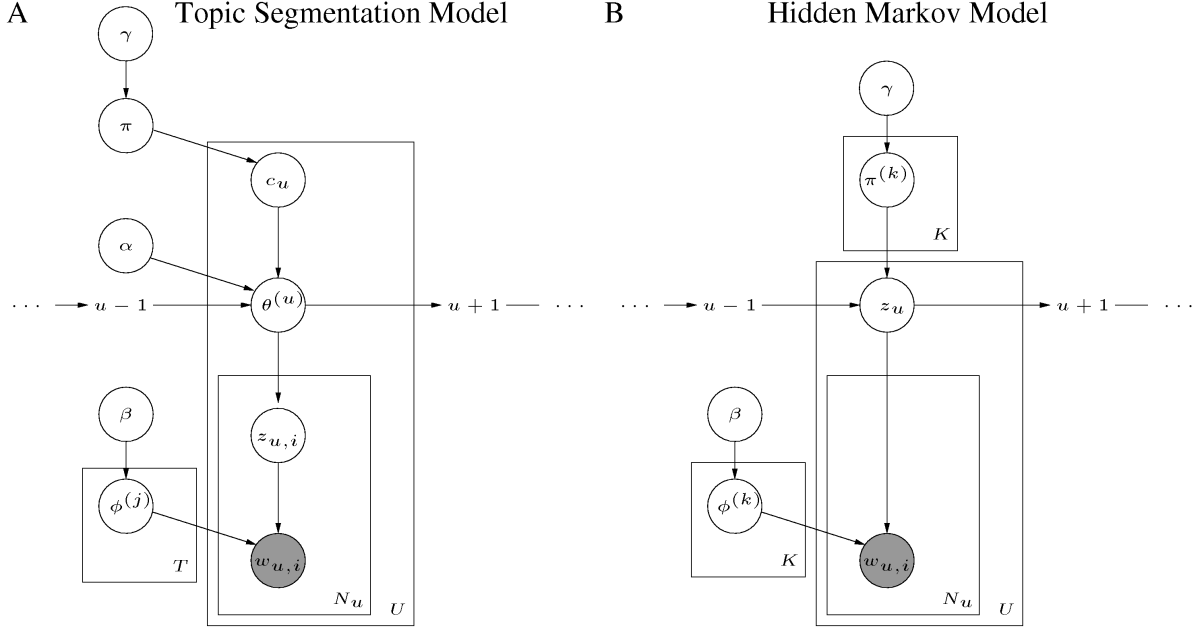 A Topic Segmentation Model
γ
π
c_u
α
··· u − 1 θ^(u) u + 1 ···
β
z_{u,i}
φ^(j)
w_{u,i}
T
N_u
U
B Hidden Markov Model
γ
π^(k)
K
··· u − 1 z_u u + 1 ···
β
φ^(k)
w_{u,i}
K
N_u
U